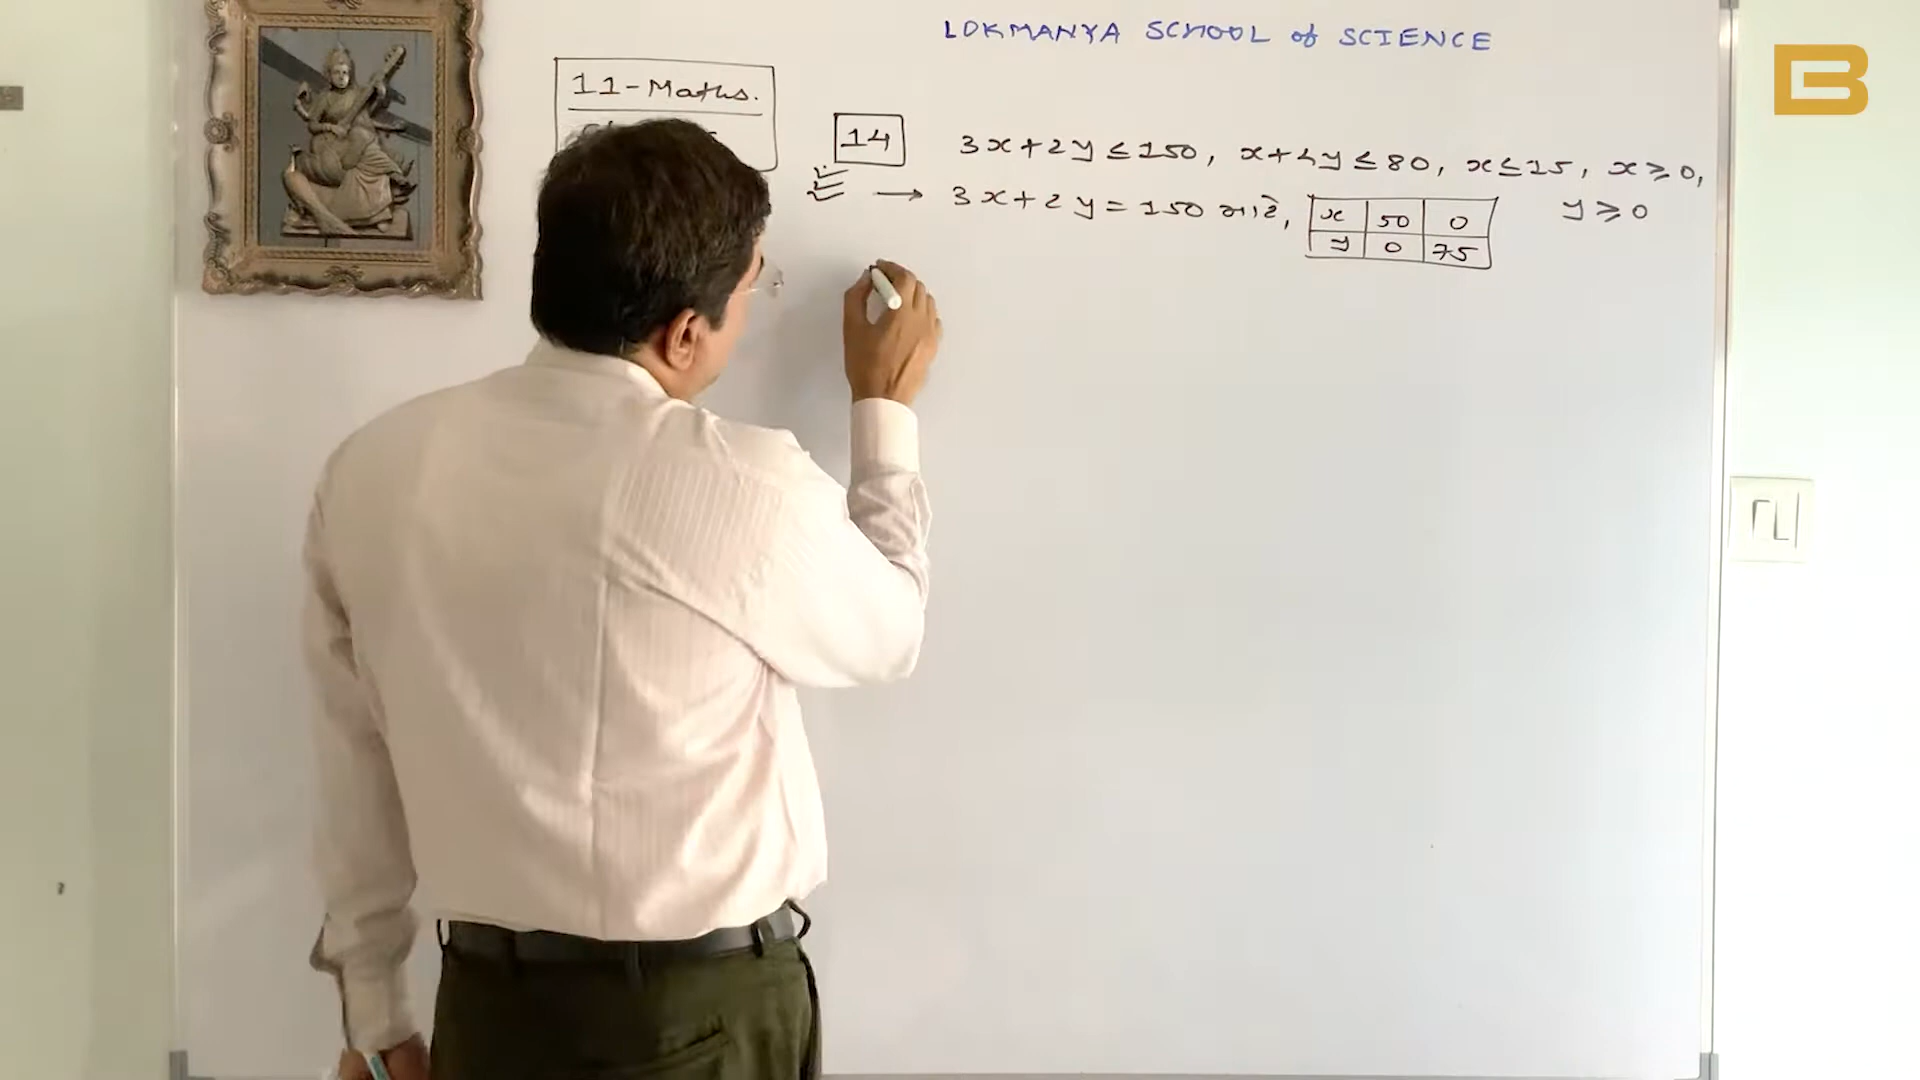 LOKMANYA SCHOOL of SCIENCE
11-Maths.
14
3x+2y≤150, x+4y≤80, x≤15, x≥0,
y≥0
3x+2y=150 માટે,
x 50 0
y 0 75